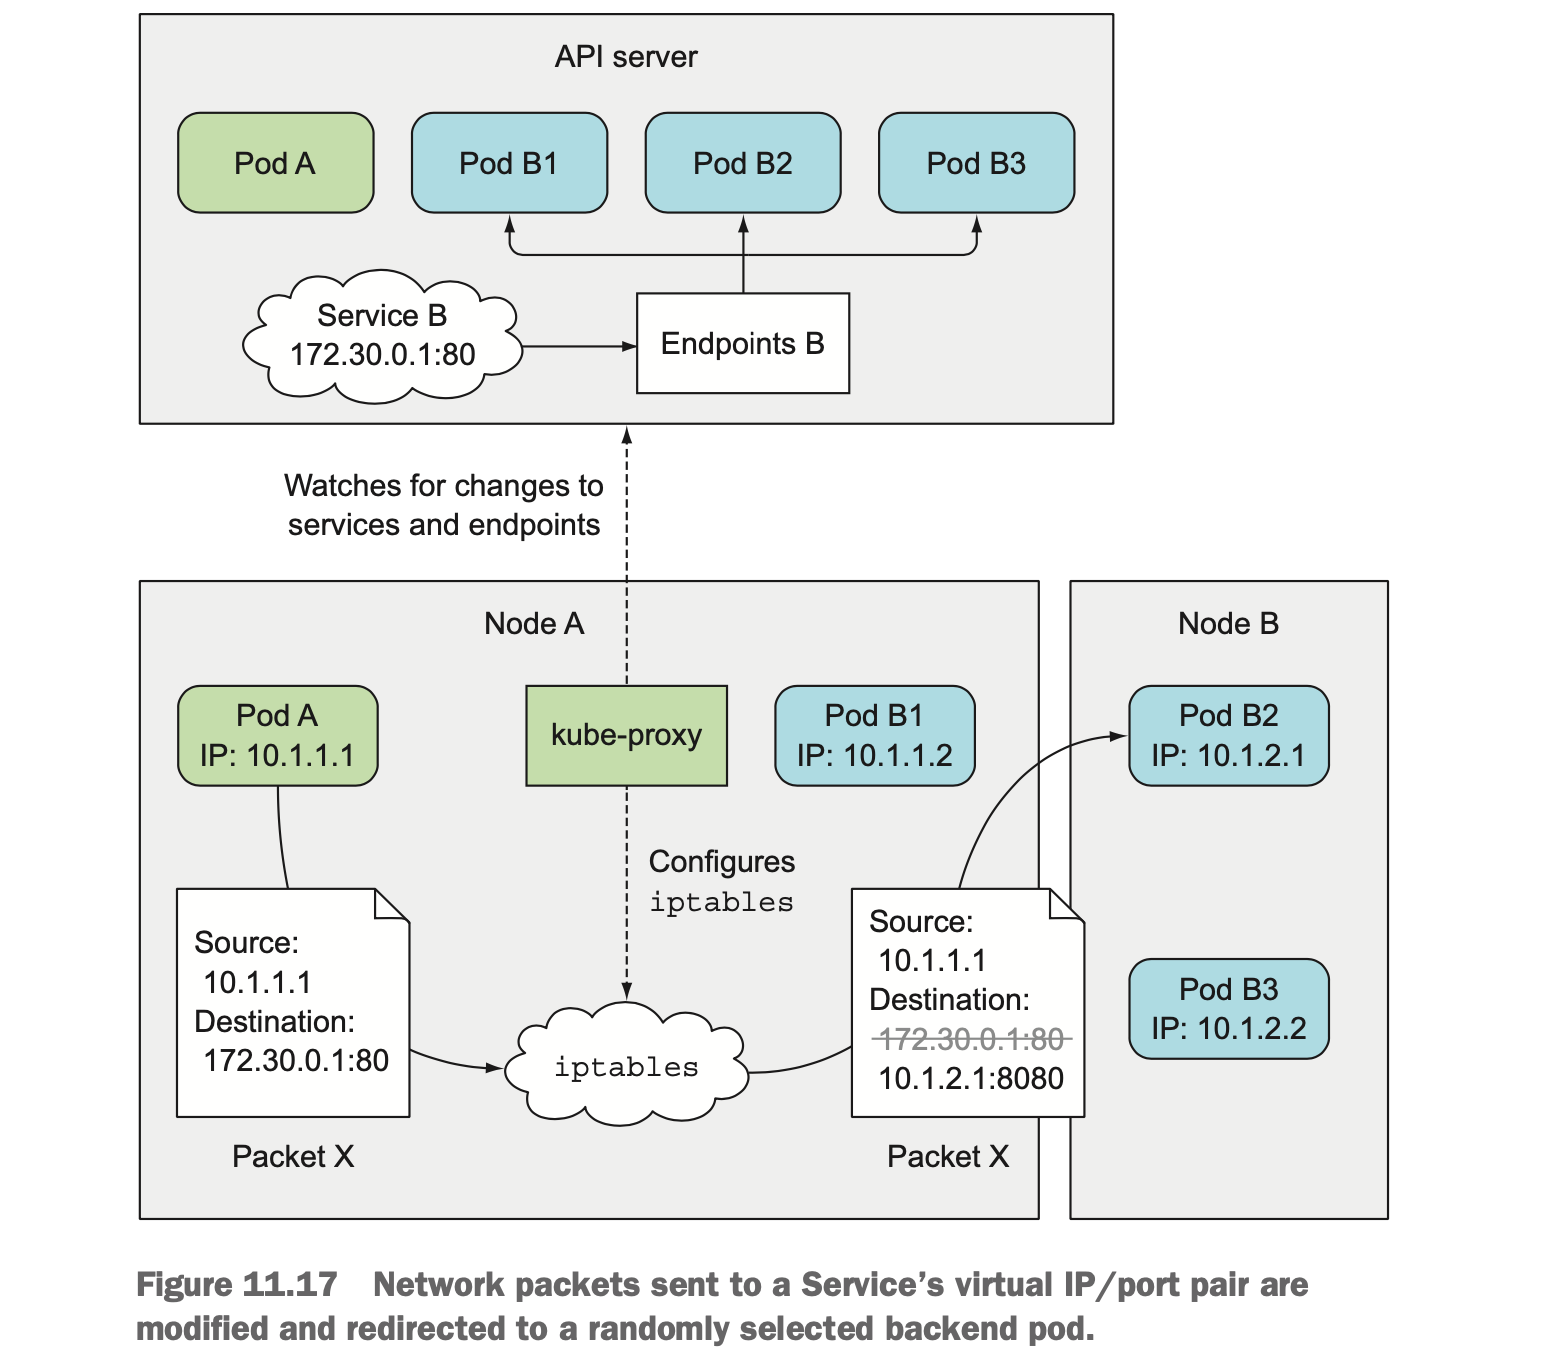 API server
Pod A
Pod B1
Pod B2
Pod B3
Service B
172.30.0.1:80
Endpoints B
Watches for changes to
services and endpoints
Node A
Node B
Pod A
IP: 10.1.1.1
kube-proxy
Pod B1
IP: 10.1.1.2
Pod B2
IP: 10.1.2.1
Configures
iptables
Source:
10.1.1.1
Destination:
172.30.0.1:80
Packet X
iptables
Source:
10.1.1.1
Destination:
172.30.0.1:80
10.1.2.1:8080
Packet X
Pod B3
IP: 10.1.2.2
Figure 11.17 Network packets sent to a Service’s virtual IP/port pair are
modified and redirected to a randomly selected backend pod.